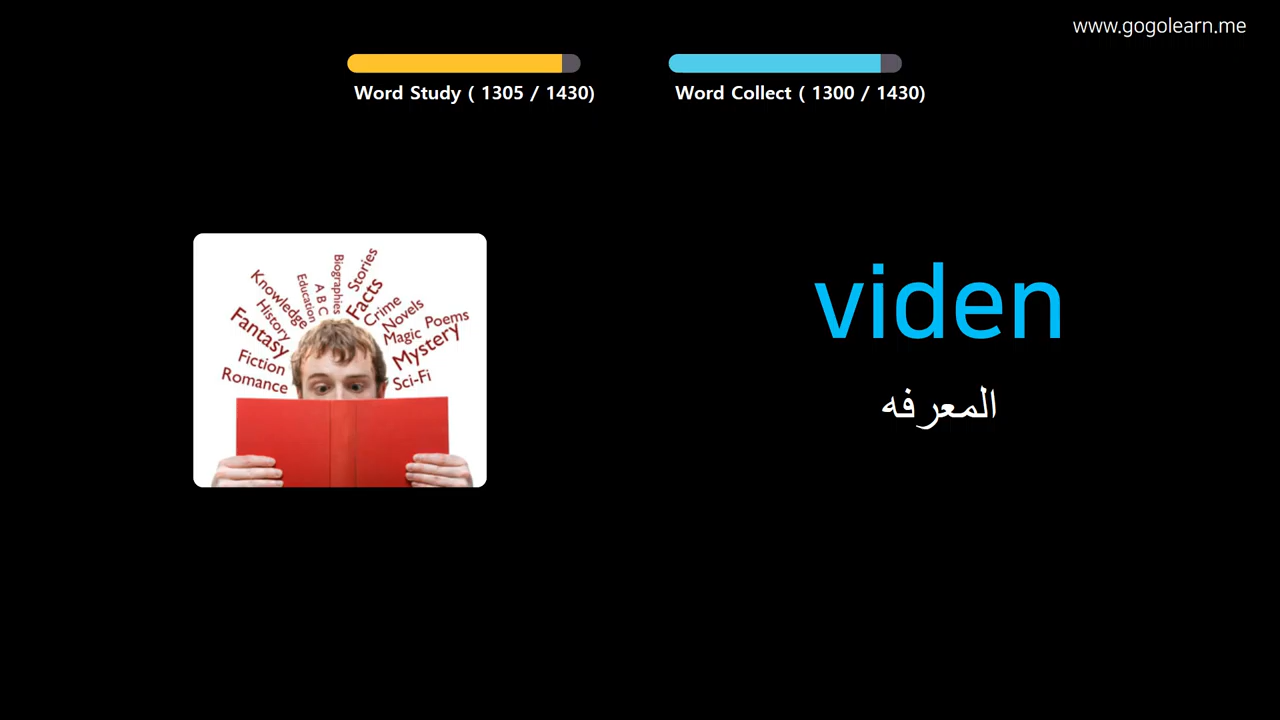 www.gogolearn.me
Word Study ( 1305 / 1430)
Word Collect ( 1300 / 1430)
Knowledge
History
Fantasy
Fiction
Romance
Education
A B C
Biographies
Stories
Facts
Crime
Novels
Magic
Poems
Mystery
Sci-Fi
viden
المعرفه